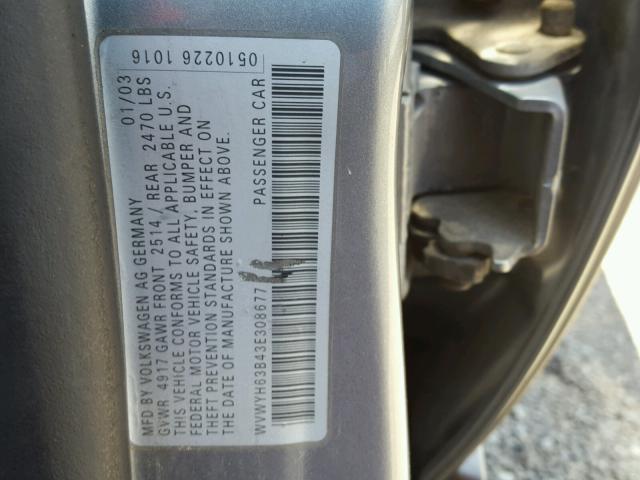 MFD BY VOLKSWAGEN AG GERMANY 01/03
GVWR 4917 GAWR FRONT 2514 / REAR 2470 LBS
THIS VEHICLE CONFORMS TO ALL APPLICABLE U.S.
FEDERAL MOTOR VEHICLE SAFETY, BUMPER AND
THEFT PREVENTION STANDARDS IN EFFECT ON
THE DATE OF MANUFACTURE SHOWN ABOVE.
WVWYH63B43E308677 PASSENGER CAR
0510226 1016